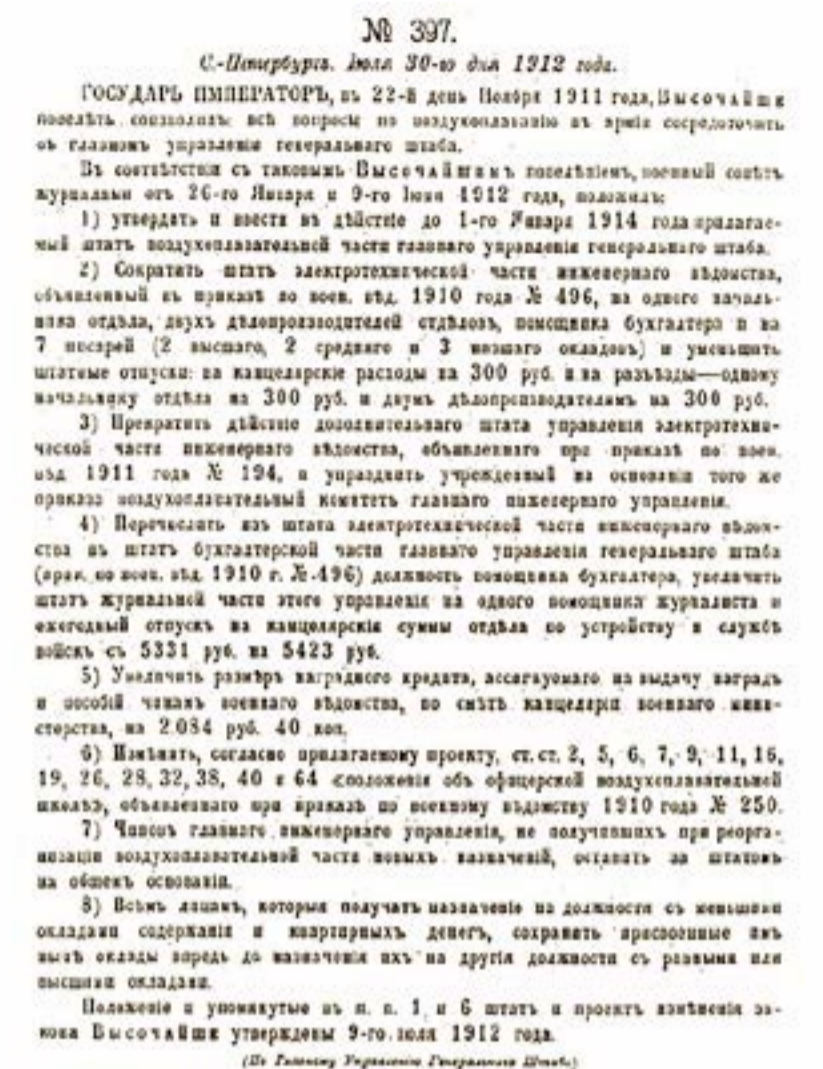 № 397.
С.-Петербургъ. Іюля 30-го дня 1912 года.
ГОСУДАРЬ ИМПЕРАТОРЪ, въ 22-й день Ноября 1911 года, Высочайше
повелѣть соизволилъ: всѣ вопросы по воздухоплаванію въ арміи сосредоточить
въ главномъ управленіи генеральнаго штаба.
Въ соотвѣтствіи съ таковымъ Высочайшимъ повелѣніемъ, военный совѣтъ
журналами отъ 26-го Января и 9-го Іюня 1912 года, положилъ:
1) утвердить и ввести въ дѣйствіе до 1-го Января 1914 года прилагае-
мый штатъ воздухоплавательной части главнаго управленія генеральнаго штаба.
2) Сократить штатъ электротехнической части инженернаго вѣдомства,
объявленный въ приказѣ по воен. вѣд. 1910 года № 496, на одного началь-
ника отдѣла, двухъ дѣлопроизводителей отдѣловъ, помощника бухгалтера и на
7 писарей (2 высшаго, 2 средняго и 3 низшаго окладовъ) и уменьшить
штатные отпуски: на канцелярскіе расходы на 300 руб. и на разъѣзды—одному
начальнику отдѣла на 300 руб. и двумъ дѣлопроизводителямъ на 300 руб.
3) Прекратить дѣйствіе дополнительнаго штата управленія электротехни-
ческой части инженернаго вѣдомства, объявленнаго при приказѣ по воен.
вѣд. 1911 года № 194, и упразднить учрежденный на основаніи того же
приказа воздухоплавательный комитетъ главнаго инженернаго управленія.
4) Перечислить изъ штата электротехнической части инженернаго вѣдом-
ства въ штатъ бухгалтерской части главнаго управленія генеральнаго штаба
(прик. по воен. вѣд. 1910 г. № 496) должность помощника бухгалтера, увеличить
штатъ журнальной части этого управленія на одного помощника журналиста и
ежегодный отпускъ на канцелярскія суммы отдѣла по устройству и службѣ
войскъ съ 5331 руб. на 5423 руб.
5) Увеличить размѣръ наградного кредита, ассигуемаго на выдачу наградъ
и пособій чинамъ военнаго вѣдомства, по смѣтѣ канцеляріи военнаго мини-
стерства, на 2.084 руб. 40 коп.
6) Измѣнить, согласно прилагаемому проекту, ст.ст. 2, 5, 6, 7, 9, 11, 16,
19, 26, 28, 32, 38, 40 и 64 «положенія объ офицерской воздухоплавательной
школѣ», объявленнаго при приказѣ по военному вѣдомству 1910 года № 250.
7) Чиновъ главнаго инженернаго управленія, не получившихъ при реорга-
низаціи воздухоплавательной части новыхъ назначеній, оставить за штатомъ
на общемъ основаніи.
8) Всѣмъ лицамъ, которыя получатъ назначеніе на должности съ меньшими
окладами содержанія и квартирныхъ денегъ, сохранить присвоенные имъ
нынѣ оклады впредь до назначенія ихъ на другія должности съ равными или
высшими окладами.
Положеніе и упомянутые въ п. п. 1 и 6 штатъ и проектъ измѣненія за-
кона Высочайше утверждены 9-го іюля 1912 года.
(По Главному Управленію Генеральнаго Штаба)